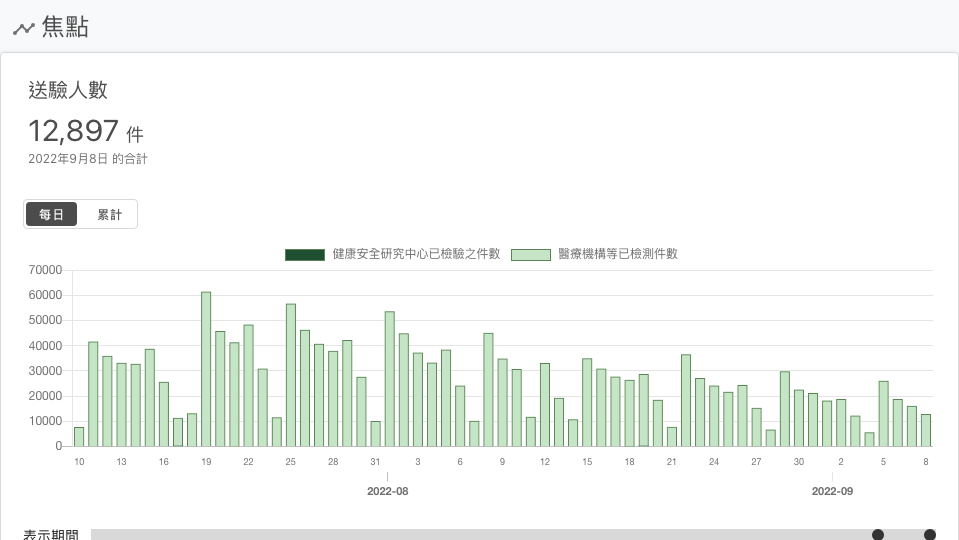 焦點
送驗人數
12,897 件
2022年9月8日 的合計
每日 累計
健康安全研究中心已檢驗之件數 醫療機構等已檢測件數
70000
60000
50000
40000
30000
20000
10000
0
10 13 16 19 22 25 28 31 3 6 9 12 15 18 21 24 27 30 2 5 8
2022-08 2022-09
表示期間